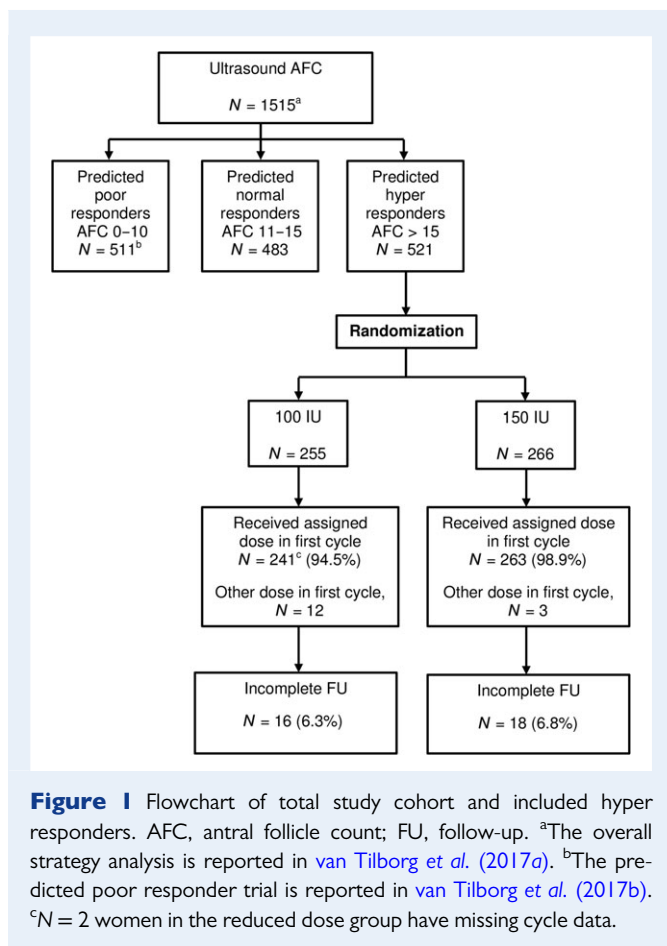 Ultrasound AFC
N = 1515ᵃ
Predicted
poor
responders
AFC 0–10
N = 511ᵇ
Predicted
normal
responders
AFC 11–15
N = 483
Predicted
hyper
responders
AFC > 15
N = 521
Randomization
100 IU
N = 255
150 IU
N = 266
Received assigned
dose in first cycle
N = 241ᶜ (94.5%)
Other dose in first cycle,
N = 12
Received assigned dose
in first cycle
N = 263 (98.9%)
Other dose in first cycle,
N = 3
Incomplete FU
N = 16 (6.3%)
Incomplete FU
N = 18 (6.8%)
Figure 1 Flowchart of total study cohort and included hyper
responders. AFC, antral follicle count; FU, follow-up. ᵃThe overall
strategy analysis is reported in van Tilborg et al. (2017a). ᵇThe pre-
dicted poor responder trial is reported in van Tilborg et al. (2017b).
ᶜN = 2 women in the reduced dose group have missing cycle data.